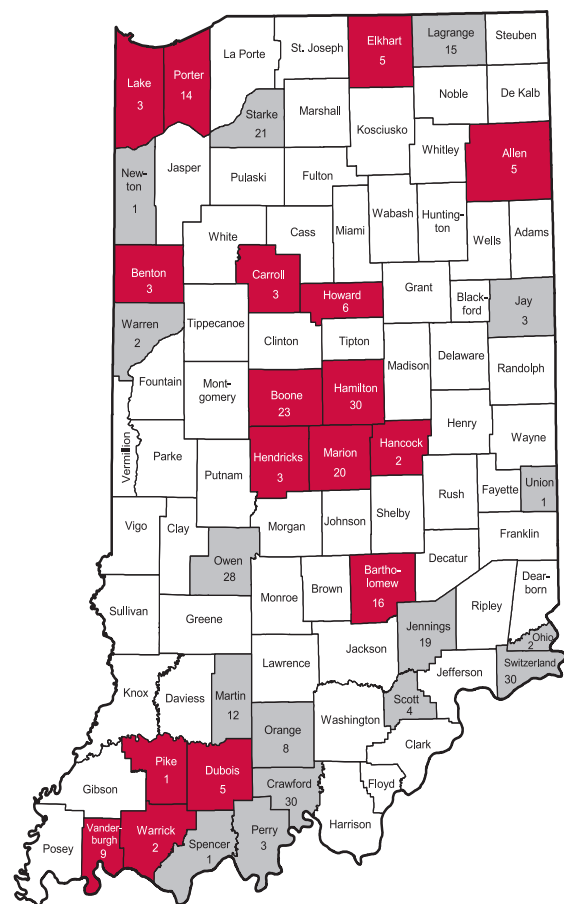 La Porte
St. Joseph
Elkhart
5
Lagrange
15
Steuben
Lake
3
Porter
14
Noble
De Kalb
Starke
21
Marshall
Kosciusko
Whitley
Allen
5
New-
ton
1
Jasper
Pulaski
Fulton
Wabash
Hunting-
ton
Miami
White
Cass
Wells
Adams
Benton
3
Carroll
3
Howard
6
Grant
Black-
ford
Jay
3
Warren
2
Tippecanoe
Clinton
Tipton
Madison
Delaware
Randolph
Fountain
Mont-
gomery
Boone
23
Hamilton
30
Henry
Wayne
Vermillion
Parke
Putnam
Hendricks
3
Marion
20
Hancock
2
Rush
Fayette
Union
1
Vigo
Clay
Owen
28
Morgan
Johnson
Shelby
Franklin
Decatur
Sullivan
Greene
Monroe
Brown
Bartho-
lomew
16
Dear-
born
Ripley
Jennings
19
Ohio
2
Switzerland
30
Jackson
Lawrence
Jefferson
Knox
Daviess
Martin
12
Orange
8
Washington
Scott
4
Clark
Pike
1
Dubois
5
Gibson
Crawford
30
Floyd
Harrison
Posey
Vander-
burgh
9
Warrick
2
Spencer
1
Perry
3